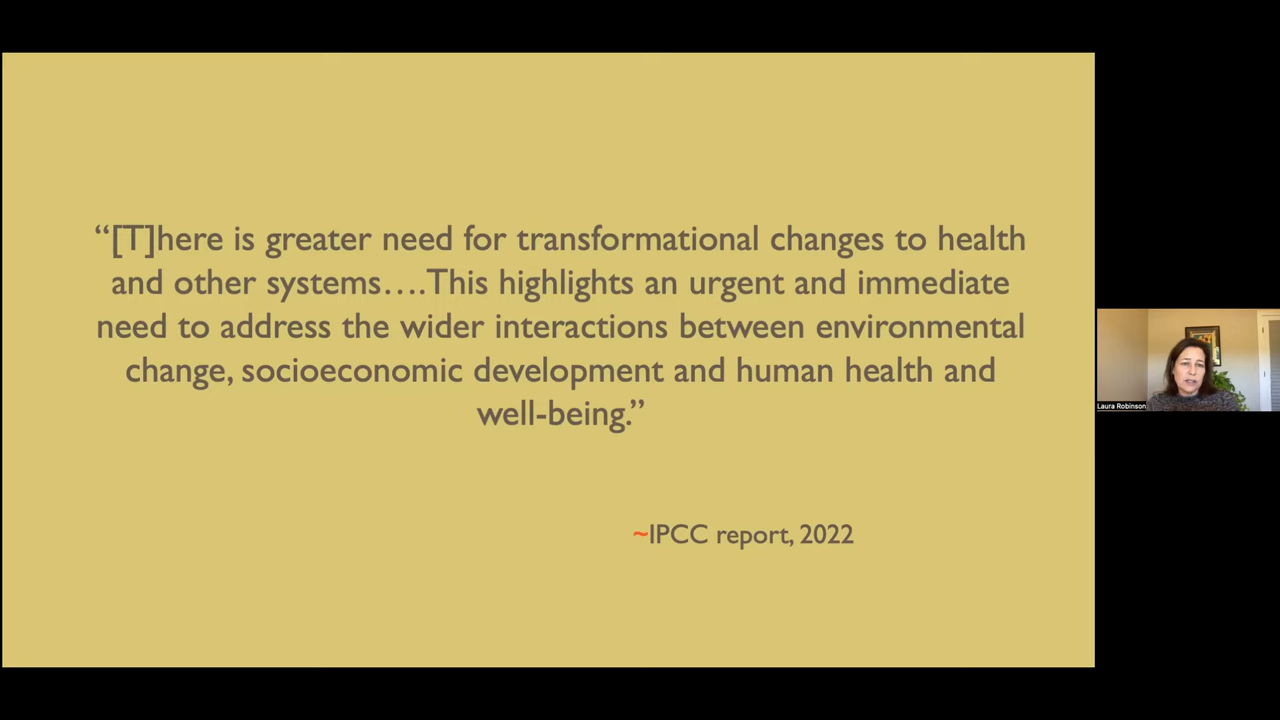 “[T]here is greater need for transformational changes to health
and other systems….This highlights an urgent and immediate
need to address the wider interactions between environmental
change, socioeconomic development and human health and
well-being.”
~IPCC report, 2022
Laura Robinson